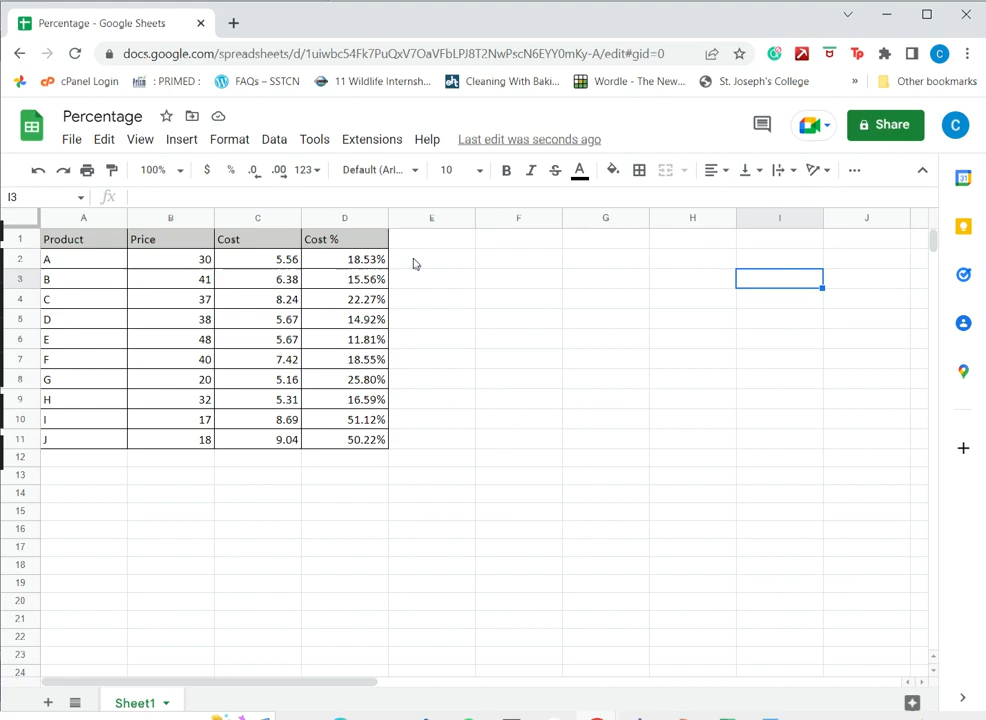 Percentage - Google Sheets
docs.google.com/spreadsheets/d/1uiwbc54Fk7PuQxV7OaVFbLPJ8T2NwPscN6EYY0mKy-A/edit#gid=0
Tp
C
cPanel Login
: PRIMED :
FAQs – SSTCN
11 Wildlife Internsh...
Cleaning With Baki...
Wordle - The New...
St. Joseph's College
»
Other bookmarks
Percentage
Share
C
File Edit View Insert Format Data Tools Extensions Help Last edit was seconds ago
100% $ % .0 .00 123 Default (Ari... 10 B I S A
I3 fx
31
A B C D E F G H I J
1 Product Price Cost Cost %
2 A 30 5.56 18.53%
3 B 41 6.38 15.56%
4 C 37 8.24 22.27%
5 D 38 5.67 14.92%
6 E 48 5.67 11.81%
7 F 40 7.42 18.55%
8 G 20 5.16 25.80%
9 H 32 5.31 16.59%
10 I 17 8.69 51.12%
11 J 18 9.04 50.22%
12
13
14
15
16
17
18
19
20
21
22
23
24
Sheet1